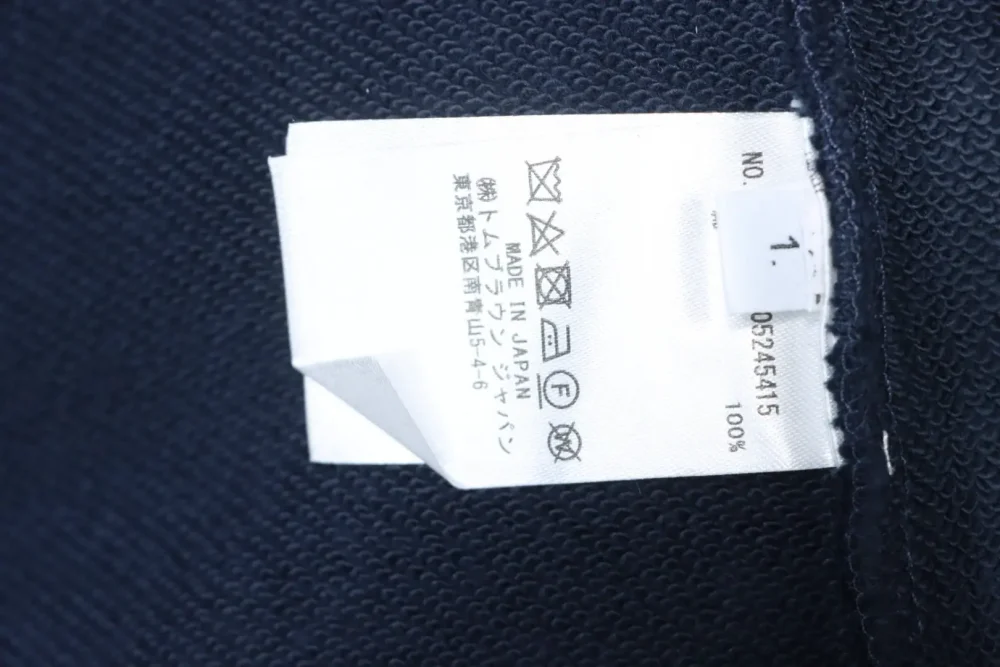 NO.
1.
05245415
100%
MADE IN JAPAN
㈱トムブラウン ジャパン
東京都港区南青山5-4-6